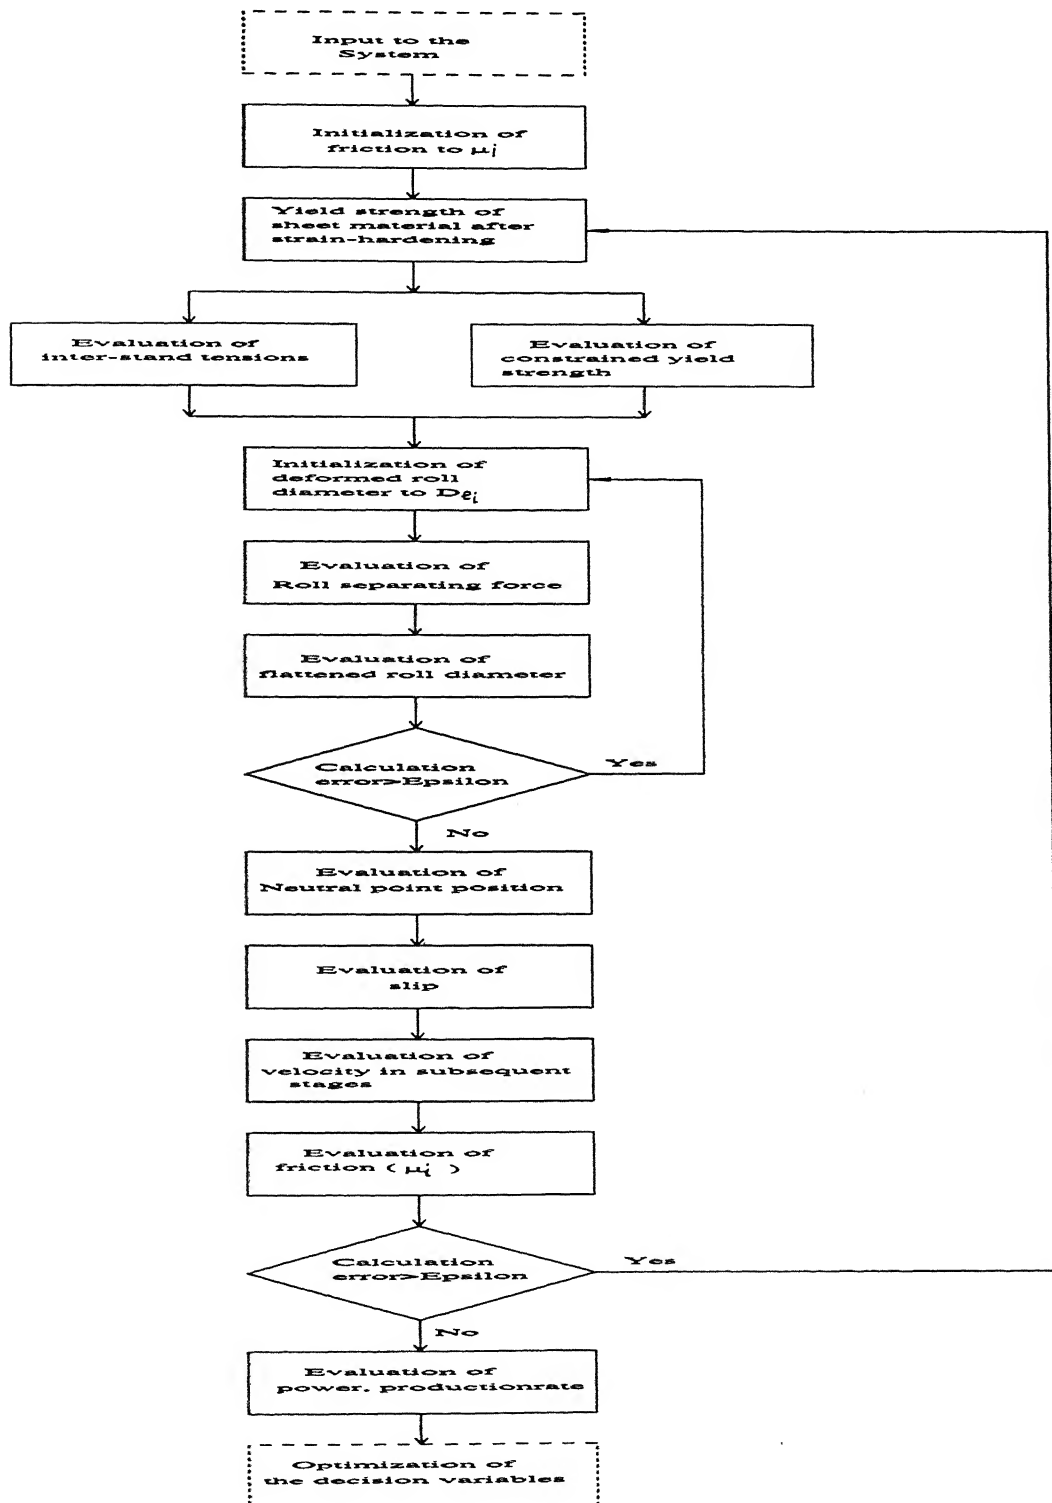 Input to the
System
Initialization of
friction to μi
Yield strength of
sheet material after
strain-hardening
Evaluation of
inter-stand tensions
Evaluation of
constrained yield
strength
Initialization of
deformed roll
diameter to Dei
Evaluation of
Roll separating force
Evaluation of
flattened roll diameter
Calculation
error>Epsilon
Yes
No
Evaluation of
Neutral point position
Evaluation of
slip
Evaluation of
velocity in subsequent
stages
Evaluation of
friction ( μi )
Calculation
error>Epsilon
Yes
No
Evaluation of
power, productionrate
Optimization of
the decision variables